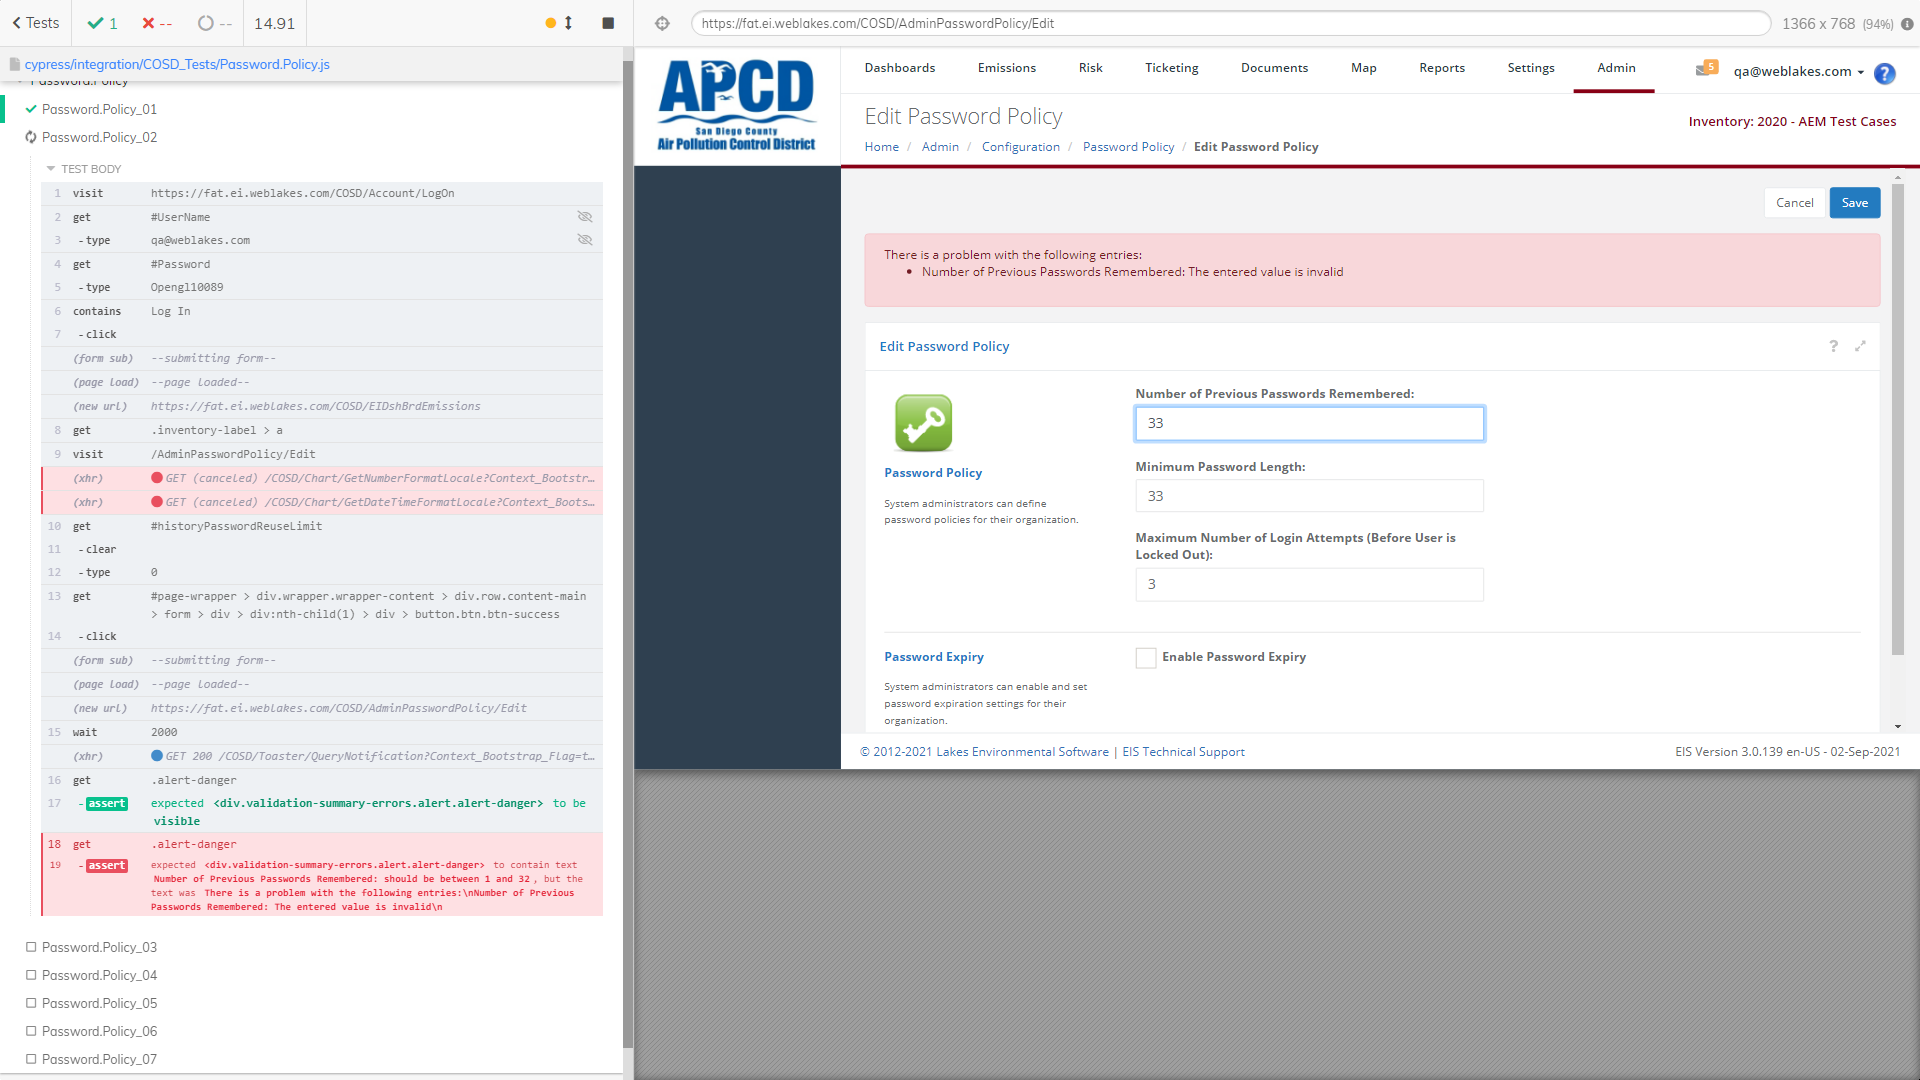 Tests
1
--
--
14.91
cypress/integration/COSD_Tests/Password.Policy.js
Password.Policy
Password.Policy_01
Password.Policy_02
TEST BODY
1 visit https://fat.ei.weblakes.com/COSD/Account/LogOn
2 get #UserName
3 -type qa@weblakes.com
4 get #Password
5 -type Opengl10089
6 contains Log In
7 -click
(form sub) --submitting form--
(page load) --page loaded--
(new url) https://fat.ei.weblakes.com/COSD/EIDshBrdEmissions
8 get .inventory-label > a
9 visit /AdminPasswordPolicy/Edit
(xhr) GET (canceled) /COSD/Chart/GetNumberFormatLocale?Context_Bootstr...
(xhr) GET (canceled) /COSD/Chart/GetDateTimeFormatLocale?Context_Boots...
10 get #historyPasswordReuseLimit
11 -clear
12 -type 0
13 get #page-wrapper > div.wrapper.wrapper-content > div.row.content-main
> form > div > div:nth-child(1) > div > button.btn.btn-success
14 -click
(form sub) --submitting form--
(page load) --page loaded--
(new url) https://fat.ei.weblakes.com/COSD/AdminPasswordPolicy/Edit
15 wait 2000
(xhr) GET 200 /COSD/Toaster/QueryNotification?Context_Bootstrap_Flag=t...
16 get .alert-danger
17 -assert expected <div.validation-summary-errors.alert.alert-danger> to be
visible
18 get .alert-danger
19 -assert expected <div.validation-summary-errors.alert.alert-danger> to contain text
Number of Previous Passwords Remembered: should be between 1 and 32, but the
text was There is a problem with the following entries:\nNumber of Previous
Passwords Remembered: The entered value is invalid\n
Password.Policy_03
Password.Policy_04
Password.Policy_05
Password.Policy_06
Password.Policy_07
https://fat.ei.weblakes.com/COSD/AdminPasswordPolicy/Edit
1366 x 768 (94%)
APCD
San Diego County
Air Pollution Control District
Dashboards Emissions Risk Ticketing Documents Map Reports Settings Admin
5
qa@weblakes.com
?
Edit Password Policy
Inventory: 2020 - AEM Test Cases
Home / Admin / Configuration / Password Policy / Edit Password Policy
Cancel
Save
There is a problem with the following entries:
• Number of Previous Passwords Remembered: The entered value is invalid
Edit Password Policy
?
Password Policy
System administrators can define
password policies for their organization.
Number of Previous Passwords Remembered:
33
Minimum Password Length:
33
Maximum Number of Login Attempts (Before User is
Locked Out):
3
Password Expiry
System administrators can enable and set
password expiration settings for their
organization.
Enable Password Expiry
© 2012-2021 Lakes Environmental Software | EIS Technical Support
EIS Version 3.0.139 en-US - 02-Sep-2021